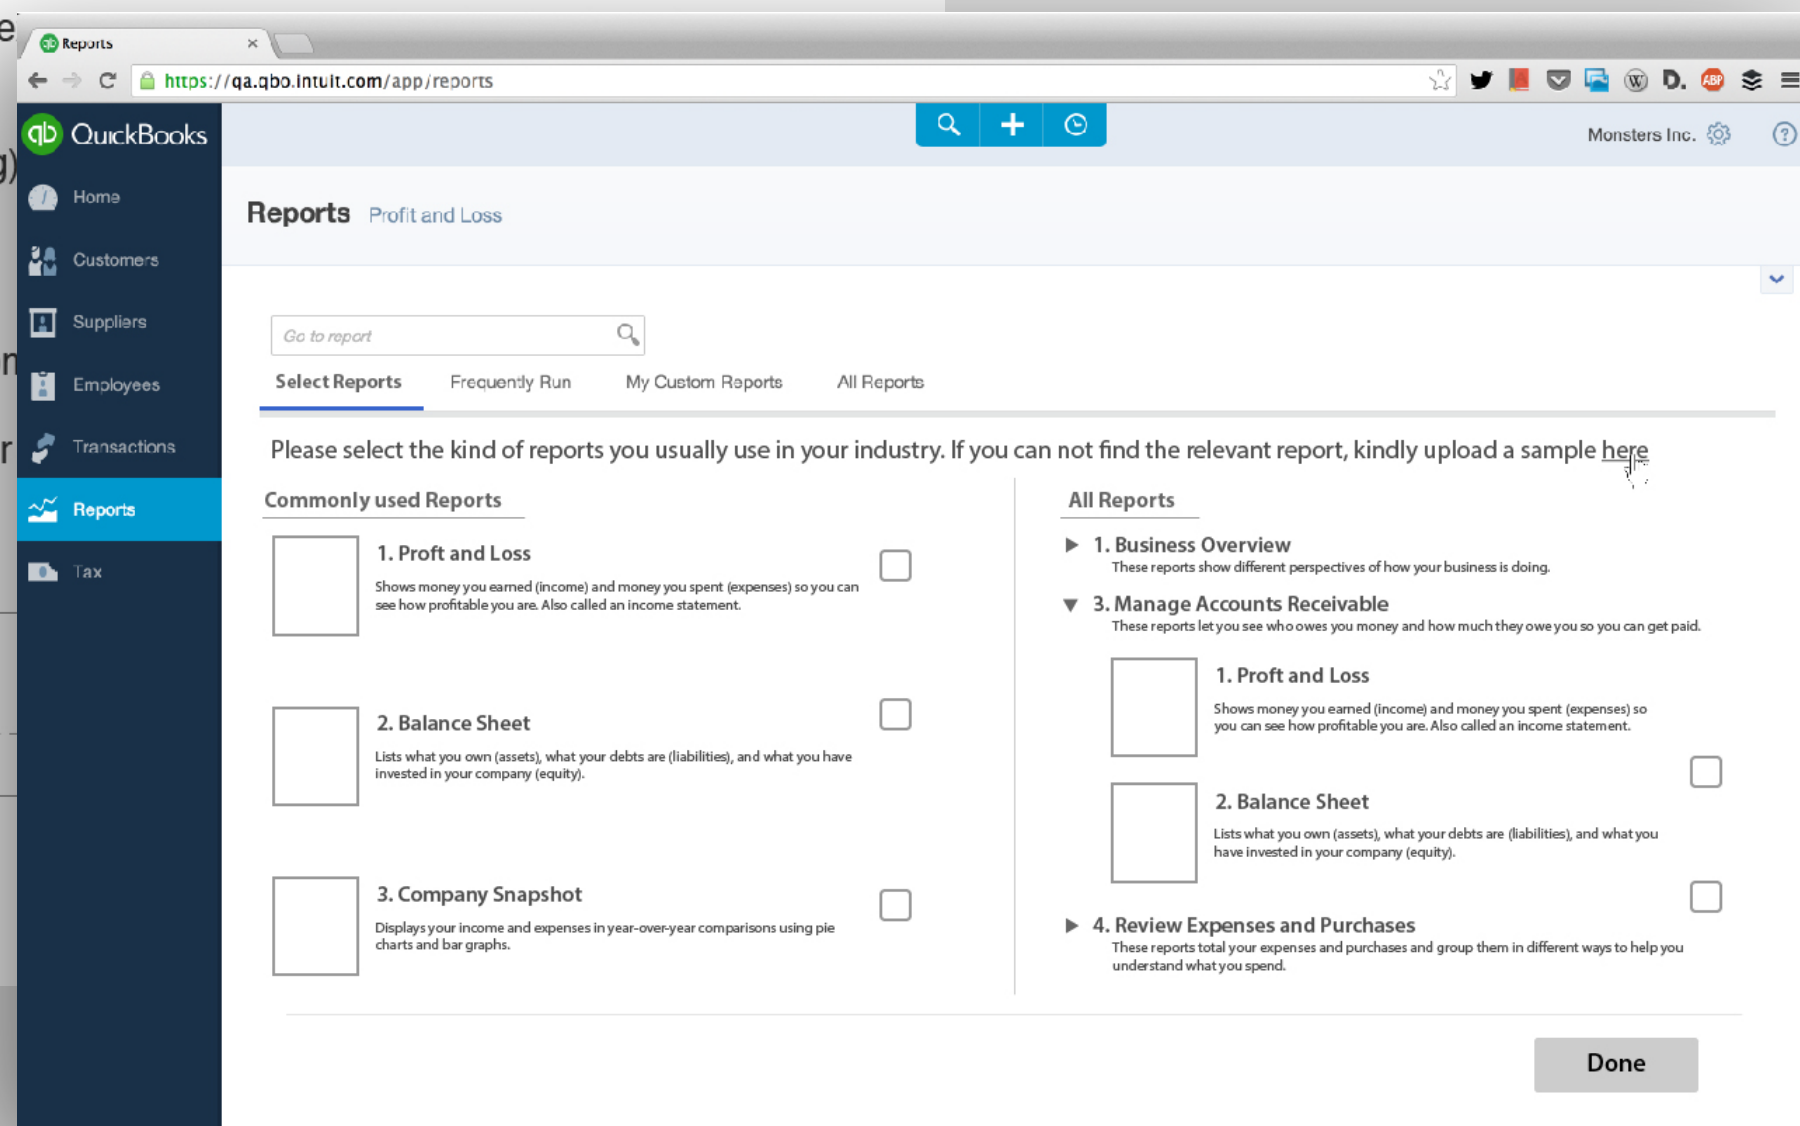 e
Reports
https://qa.qbo.intuit.com/app/reports
W
D.
ABP
qb QuickBooks
Monsters Inc.
?
g)
Home
Reports Profit and Loss
Customers
Suppliers
Go to report
Employees
Select Reports Frequently Run My Custom Reports All Reports
Transactions
r
Please select the kind of reports you usually use in your industry. If you can not find the relevant report, kindly upload a sample here
Reports
Tax
Commonly used Reports
1. Proft and Loss
Shows money you earned (income) and money you spent (expenses) so you can
see how profitable you are. Also called an income statement.
2. Balance Sheet
Lists what you own (assets), what your debts are (liabilities), and what you have
invested in your company (equity).
3. Company Snapshot
Displays your income and expenses in year-over-year comparisons using pie
charts and bar graphs.
All Reports
1. Business Overview
These reports show different perspectives of how your business is doing.
3. Manage Accounts Receivable
These reports let you see who owes you money and how much they owe you so you can get paid.
1. Proft and Loss
Shows money you earned (income) and money you spent (expenses) so
you can see how profitable you are. Also called an income statement.
2. Balance Sheet
Lists what you own (assets), what your debts are (liabilities), and what you
have invested in your company (equity).
4. Review Expenses and Purchases
These reports total your expenses and purchases and group them in different ways to help you
understand what you spend.
Done